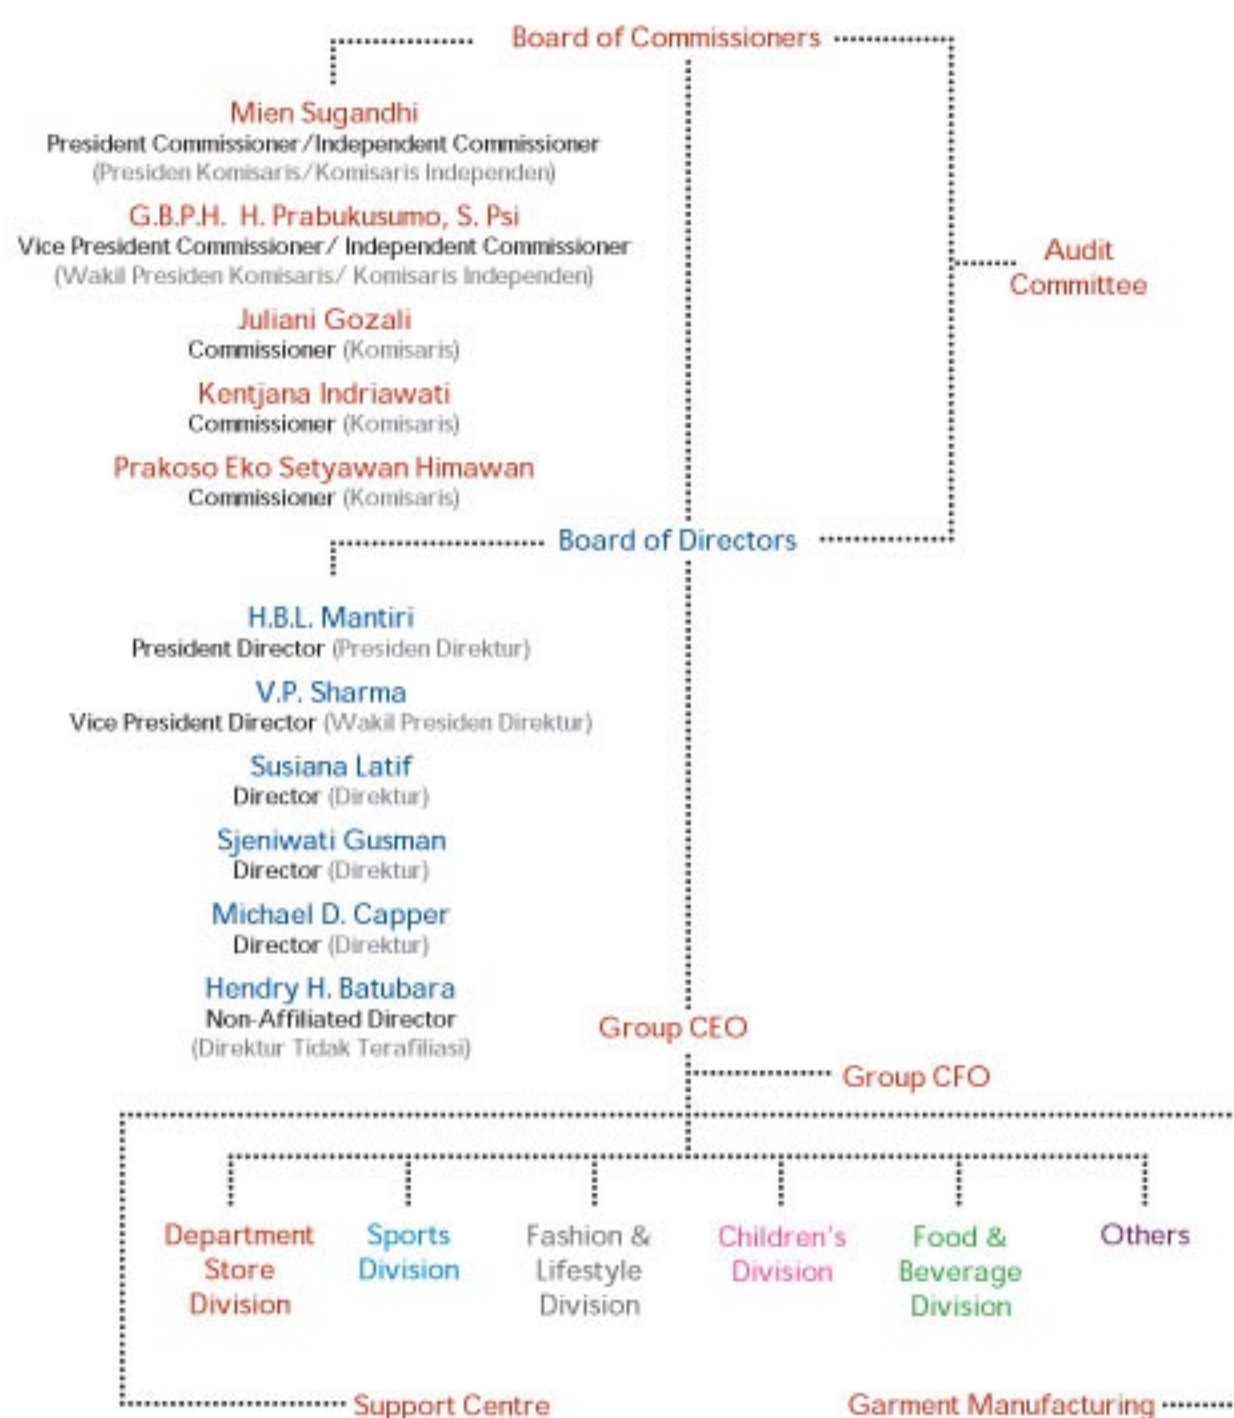 Board of Commissioners
Mien Sugandhi
President Commissioner/Independent Commissioner
(Presiden Komisaris/Komisaris Independen)
G.B.P.H. H. Prabukusumo, S. Psi
Vice President Commissioner/ Independent Commissioner
(Wakil Presiden Komisaris/ Komisaris Independen)
Audit
Committee
Juliani Gozali
Commissioner (Komisaris)
Kentjana Indriawati
Commissioner (Komisaris)
Prakoso Eko Setyawan Himawan
Commissioner (Komisaris)
Board of Directors
H.B.L. Mantiri
President Director (Presiden Direktur)
V.P. Sharma
Vice President Director (Wakil Presiden Direktur)
Susiana Latif
Director (Direktur)
Sjeniwati Gusman
Director (Direktur)
Michael D. Capper
Director (Direktur)
Hendry H. Batubara
Non-Affiliated Director
(Direktur Tidak Terafiliasi)
Group CEO
Group CFO
Department
Store
Division
Sports
Division
Fashion &
Lifestyle
Division
Children's
Division
Food &
Beverage
Division
Others
Support Centre
Garment Manufacturing